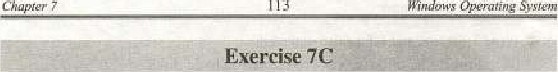 Chapter 7 113 Windows Operating System
Exercise 7C